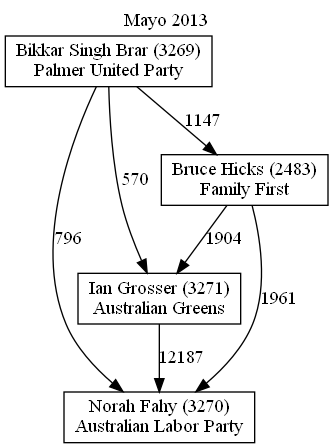 Mayo 2013
Bikkar Singh Brar (3269)
Palmer United Party
1147
Bruce Hicks (2483)
Family First
570
796
1904
Ian Grosser (3271)
Australian Greens
1961
12187
Norah Fahy (3270)
Australian Labor Party